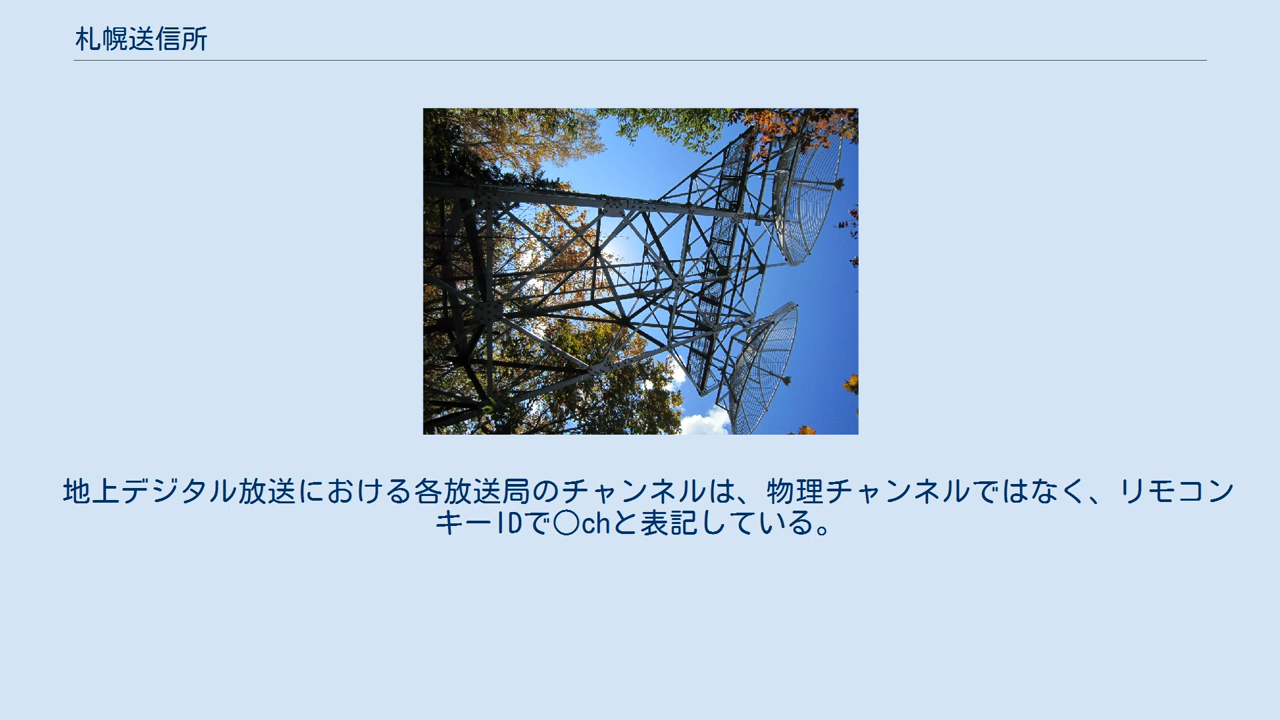 札幌送信所
地上デジタル放送における各放送局のチャンネルは、物理チャンネルではなく、リモコン
キーIDで◯chと表記している。